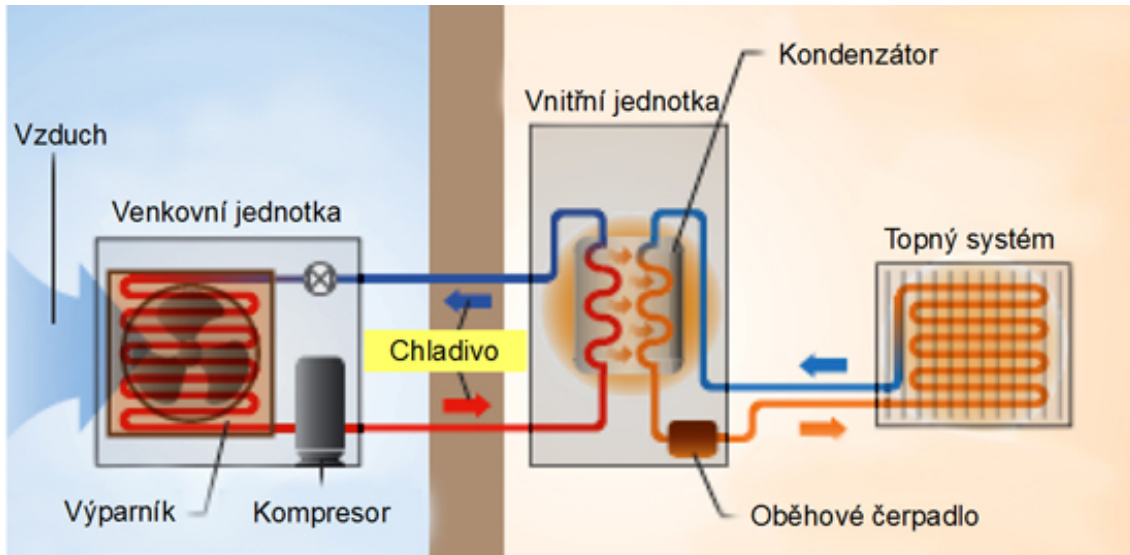 Kondenzátor
Vnitřní jednotka
Vzduch
Venkovní jednotka
Topný systém
Chladivo
Výparník
Kompresor
Oběhové čerpadlo